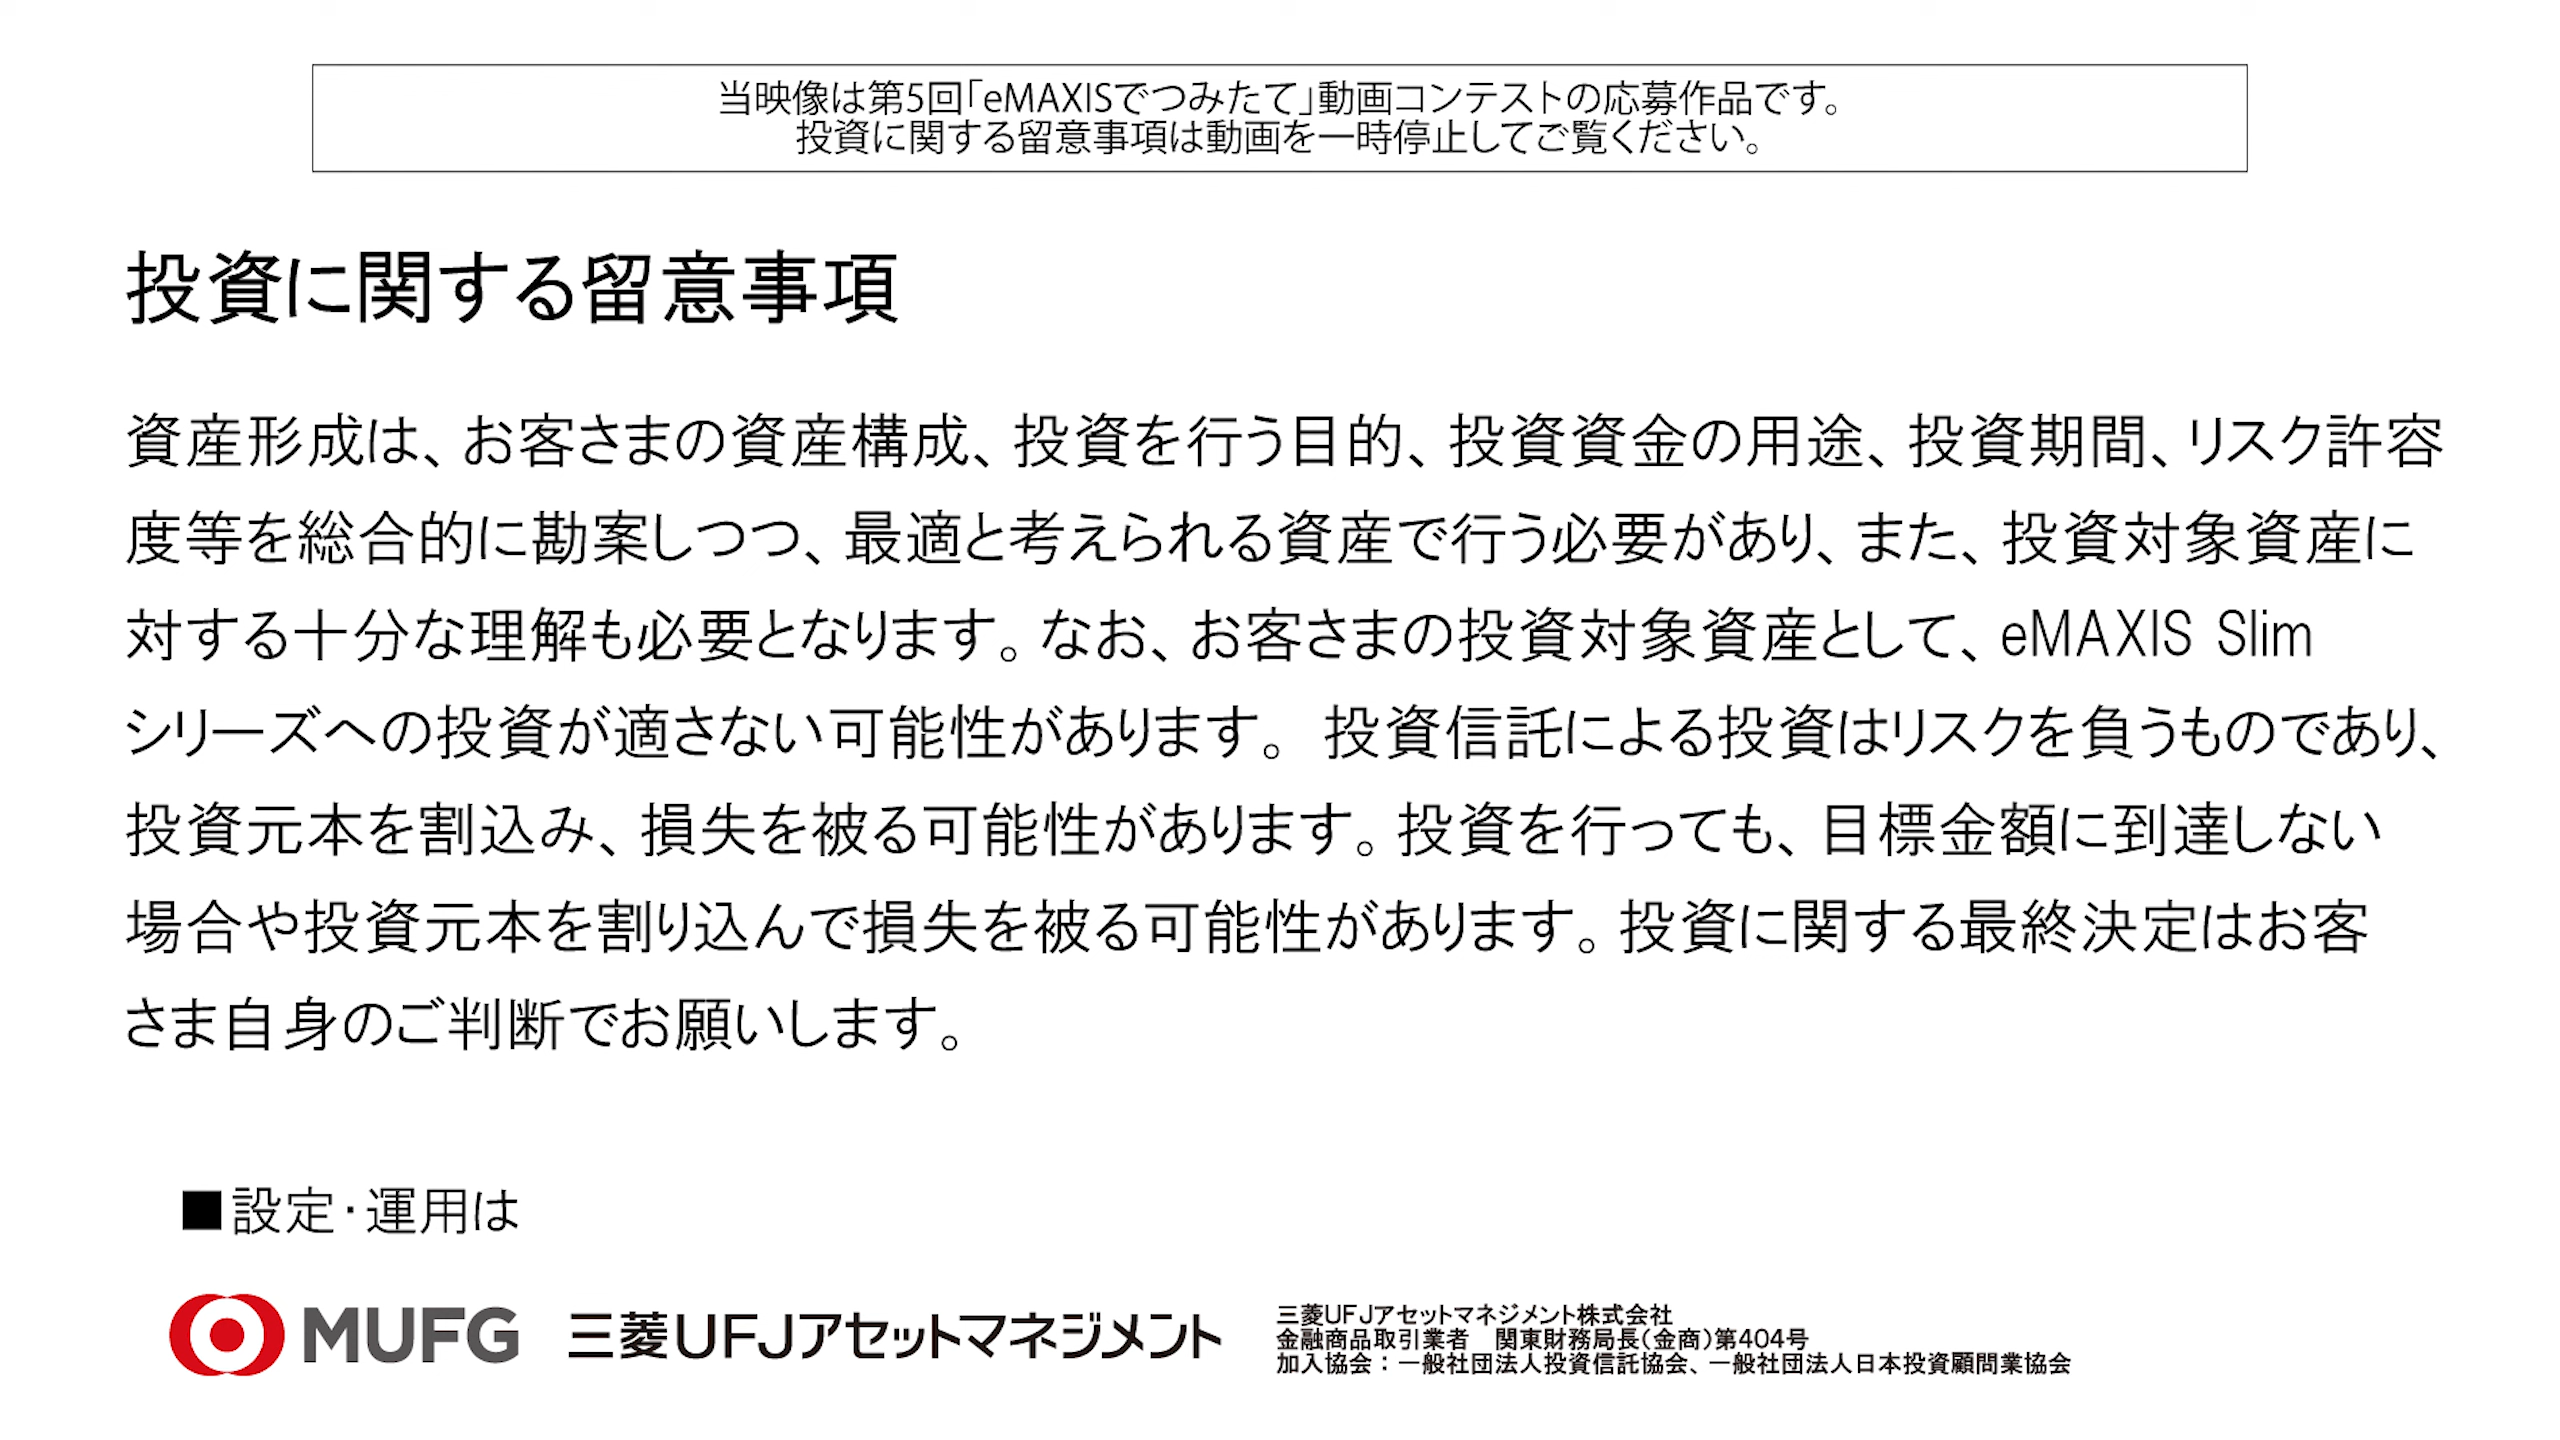 当映像は第5回「eMAXISでつみたて」動画コンテストの応募作品です。
投資に関する留意事項は動画を一時停止してご覧ください。
投資に関する留意事項
資産形成は、お客さまの資産構成、投資を行う目的、投資資金の用途、投資期間、リスク許容
度等を総合的に勘案しつつ、最適と考えられる資産で行う必要があり、また、投資対象資産に
対する十分な理解も必要となります。なお、お客さまの投資対象資産として、eMAXIS Slim
シリーズへの投資が適さない可能性があります。 投資信託による投資はリスクを負うものであり、
投資元本を割込み、損失を被る可能性があります。投資を行っても、目標金額に到達しない
場合や投資元本を割り込んで損失を被る可能性があります。投資に関する最終決定はお客
さま自身のご判断でお願いします。
■設定・運用は
MUFG 三菱UFJアセットマネジメント
三菱UFJアセットマネジメント株式会社
金融商品取引業者 関東財務局長(金商)第404号
加入協会：一般社団法人投資信託協会、一般社団法人日本投資顧問業協会